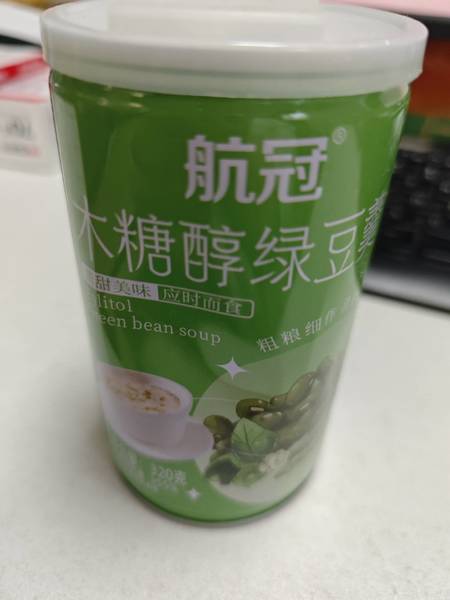 航冠®
木糖醇绿豆羹
甜美味 应时而食
litol
een bean soup
粗粮细作
320克